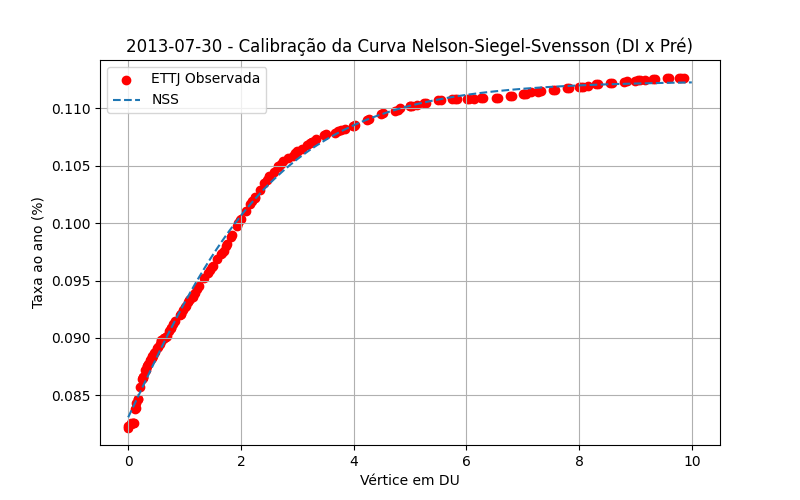 2013-07-30 - Calibração da Curva Nelson-Siegel-Svensson (DI x Pré)
ETTJ Observada
NSS
Taxa ao ano (%)
0.110
0.105
0.100
0.095
0.090
0.085
0 2 4 6 8 10
Vértice em DU